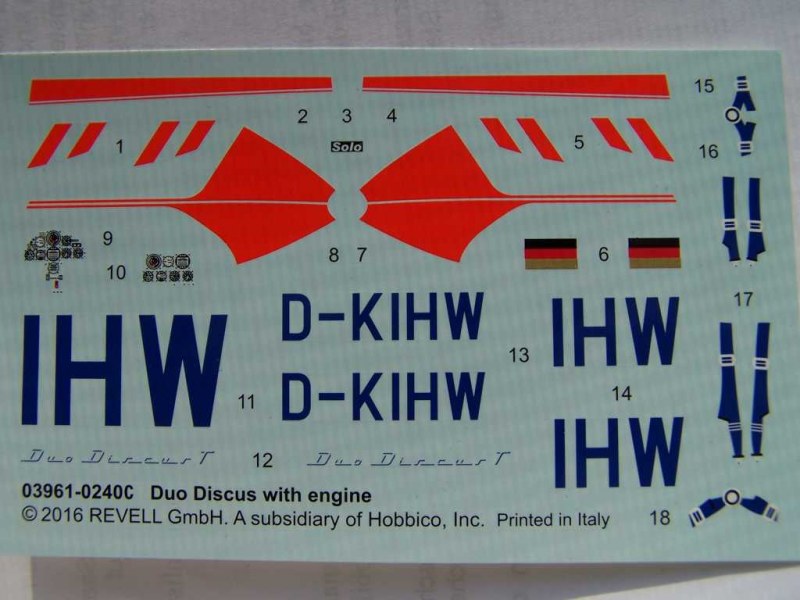 15
2 3 4
1
Solo
5
16
9
8 7
6
10
17
IHW
D-KIHW
IHW
13
D-KIHW
14
11
IHW
Duo Discus T
12
Duo Discus T
03961-0240C Duo Discus with engine
© 2016 REVELL GmbH. A subsidiary of Hobbico, Inc. Printed in Italy
18